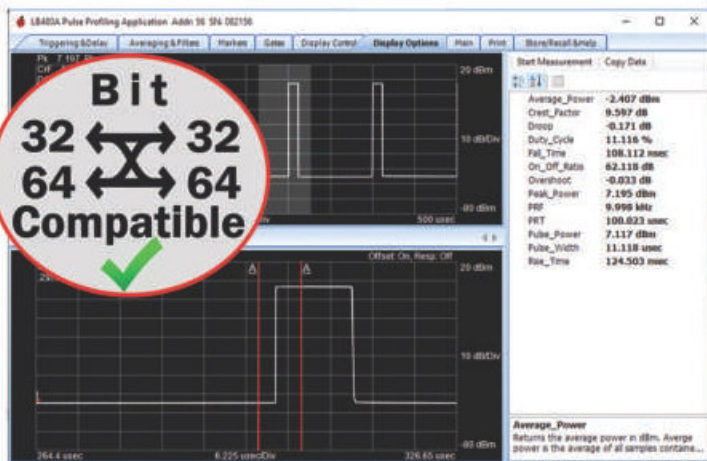 LB480A Pulse Profiling Application Addr: 56 SN: 082156
Triggering & Delay
Averaging & Filters
Markers
Gates
Display Control
Display Options
Main
Print
Store/Recall & Help
Pk 7.197
CrF
20 dBm
10 dB/Div
-80 dBm
500 usec
Bit
32 32
64 64
Compatible
Offset: On, Resp: Off
20 dBm
10 dB/Div
-80 dBm
264.4 usec
6.225 usec/Div
326.65 usec
Start Measurement Copy Data
Average_Power -2.407 dBm
Crest_Factor 9.597 dB
Droop -0.171 dB
Duty_Cycle 11.116 %
Fall_Time 108.112 nsec
On_Off_Ratio 62.118 dB
Overshoot -0.033 dB
Peak_Power 7.195 dBm
PRF 9.998 kHz
PRT 100.023 usec
Pulse_Power 7.117 dBm
Pulse_Width 11.118 usec
Rise_Time 124.503 nsec
Average_Power
Returns the average power in dBm. Averge
power is the average of all samples containe...